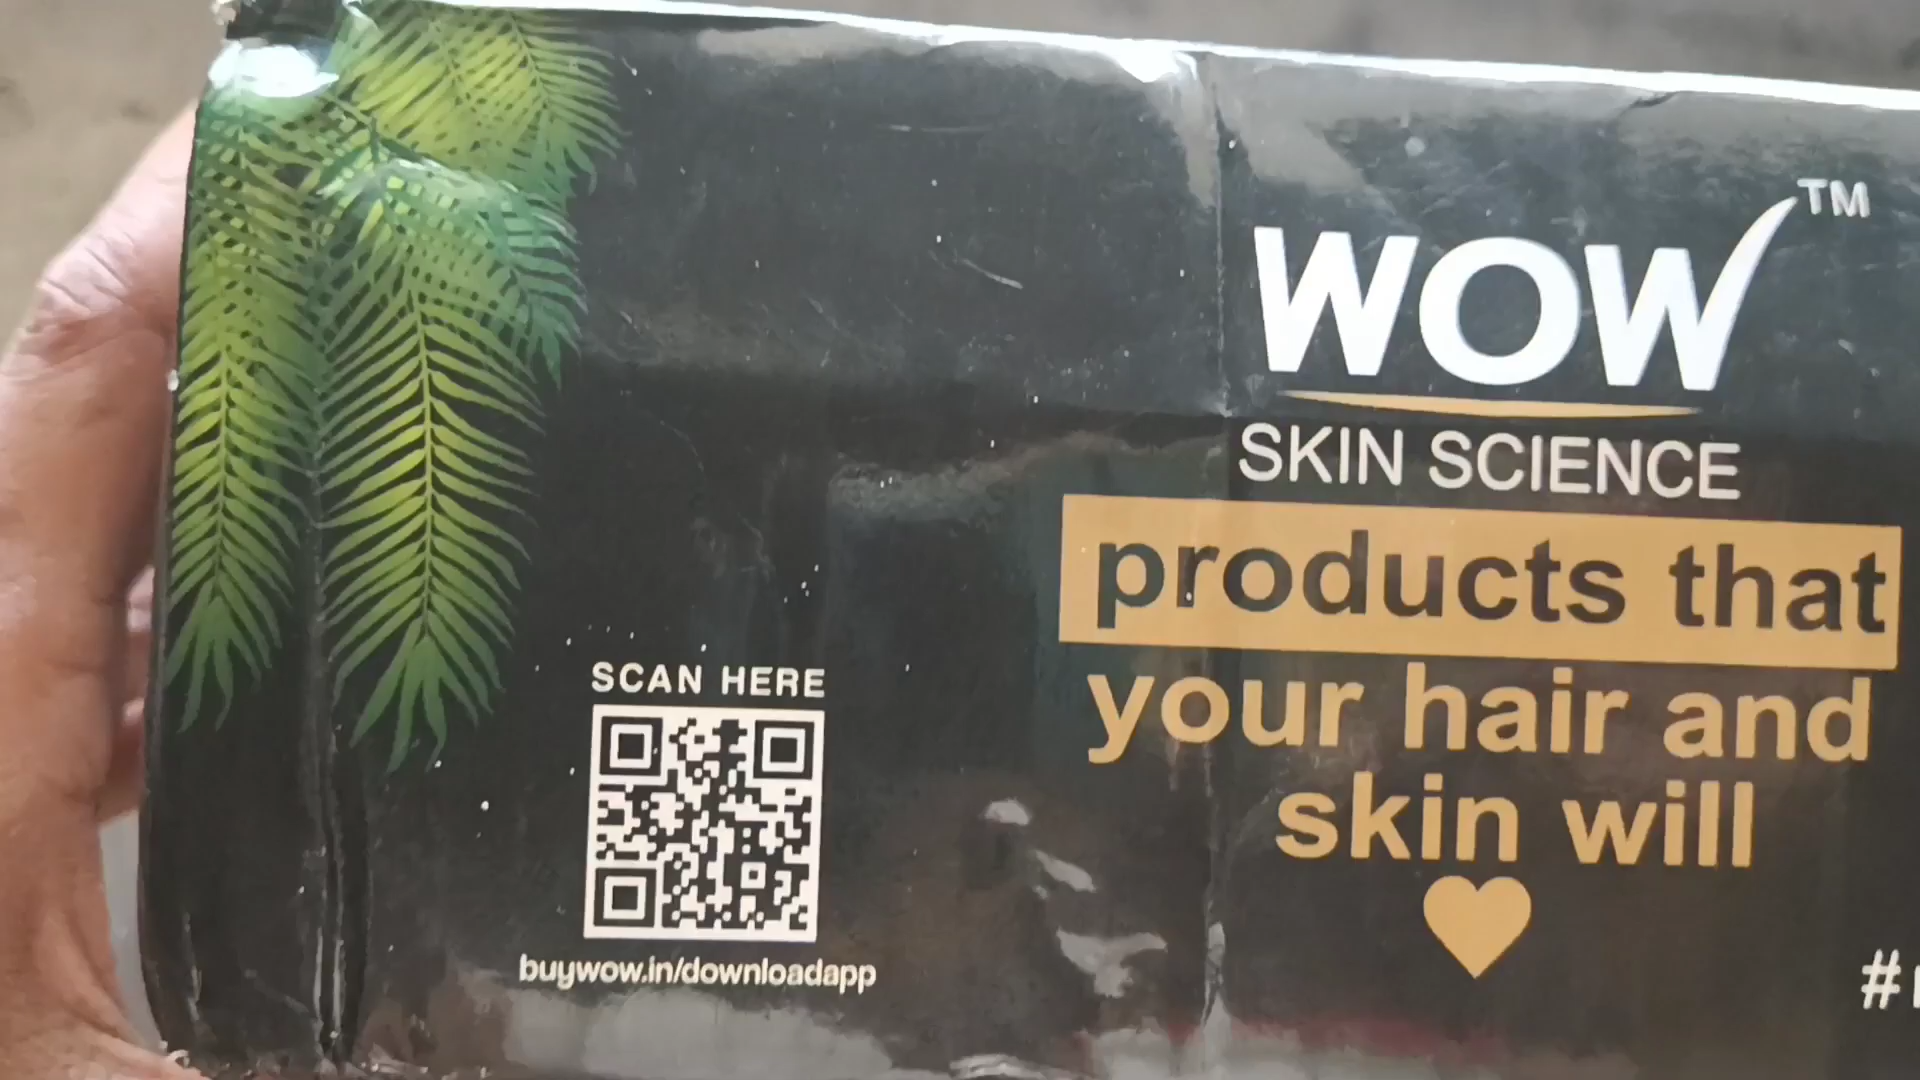 WOW™
SKIN SCIENCE
products that
your hair and
skin will
SCAN HERE
buywow.in/downloadapp
#